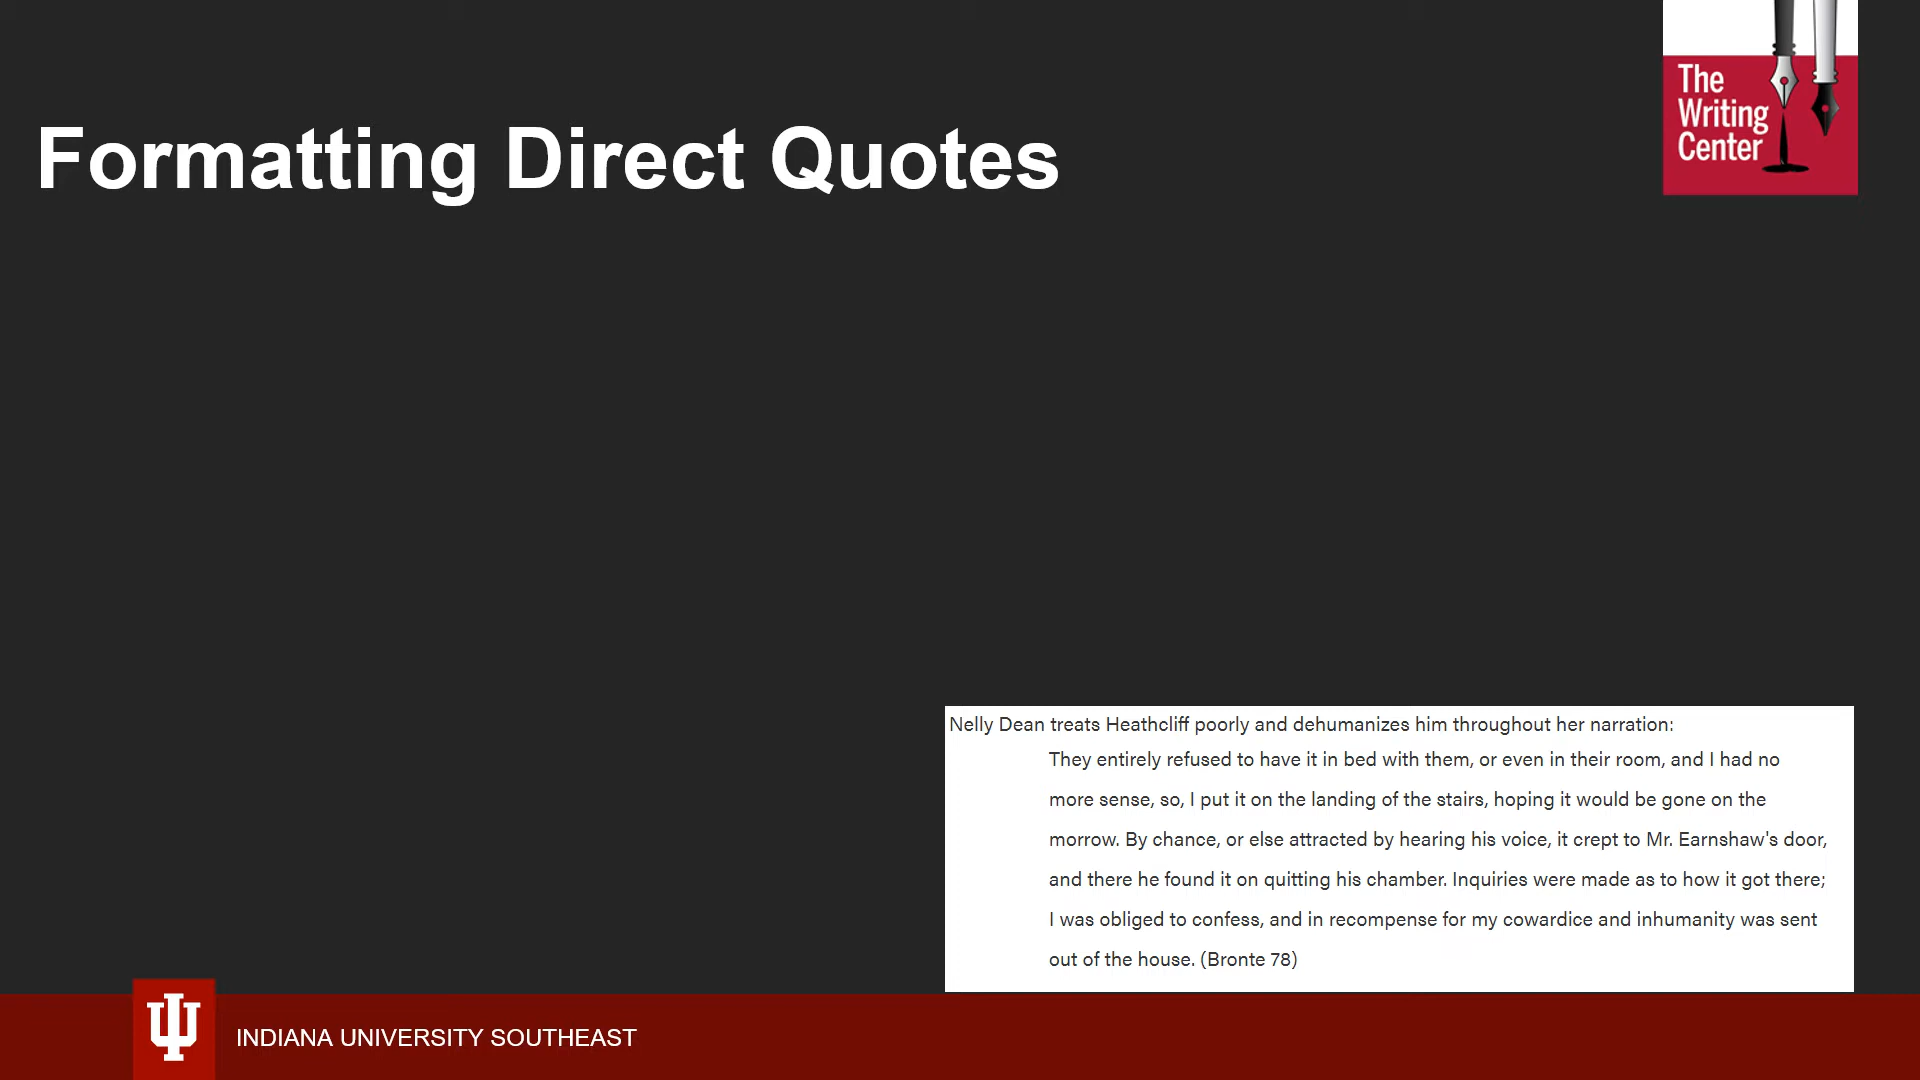 The
Writing
Center
Formatting Direct Quotes
Nelly Dean treats Heathcliff poorly and dehumanizes him throughout her narration:
They entirely refused to have it in bed with them, or even in their room, and I had no
more sense, so, I put it on the landing of the stairs, hoping it would be gone on the
morrow. By chance, or else attracted by hearing his voice, it crept to Mr. Earnshaw's door,
and there he found it on quitting his chamber. Inquiries were made as to how it got there;
I was obliged to confess, and in recompense for my cowardice and inhumanity was sent
out of the house. (Bronte 78)
INDIANA UNIVERSITY SOUTHEAST